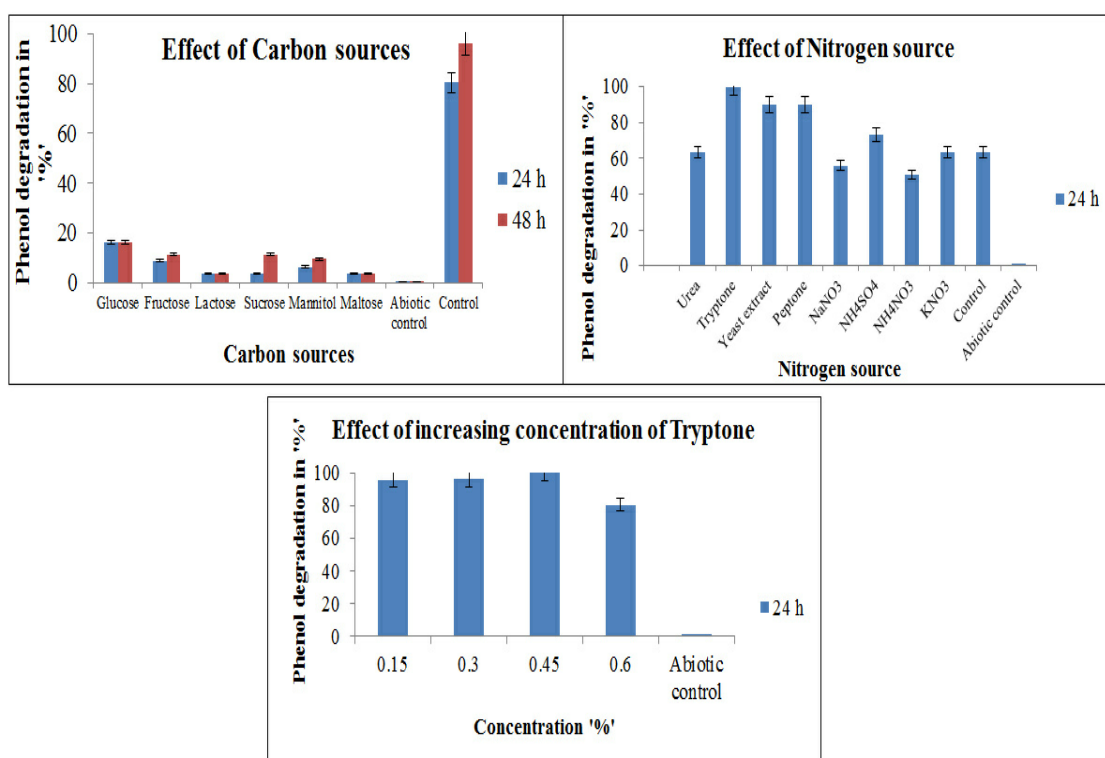 Effect of Carbon sources
Phenol degradation in
'%'
100
80
60
40
20
0
24 h
48 h
Glucose Fructose Lactose Sucrose Mannitol Maltose Abiotic Control
control
Carbon sources
Effect of Nitrogen source
Phenol degradation in '%'
100
80
60
40
20
0
24 h
Urea
Tryptone
Yeast extract
Peptone
NaNO3
NH4SO4
NH4NO3
KNO3
Control
Abiotic control
Nitrogen source
Effect of increasing concentration of Tryptone
Phenol degradation in '%'
100
80
60
40
20
0
24 h
0.15 0.3 0.45 0.6 Abiotic
control
Concentration '%'